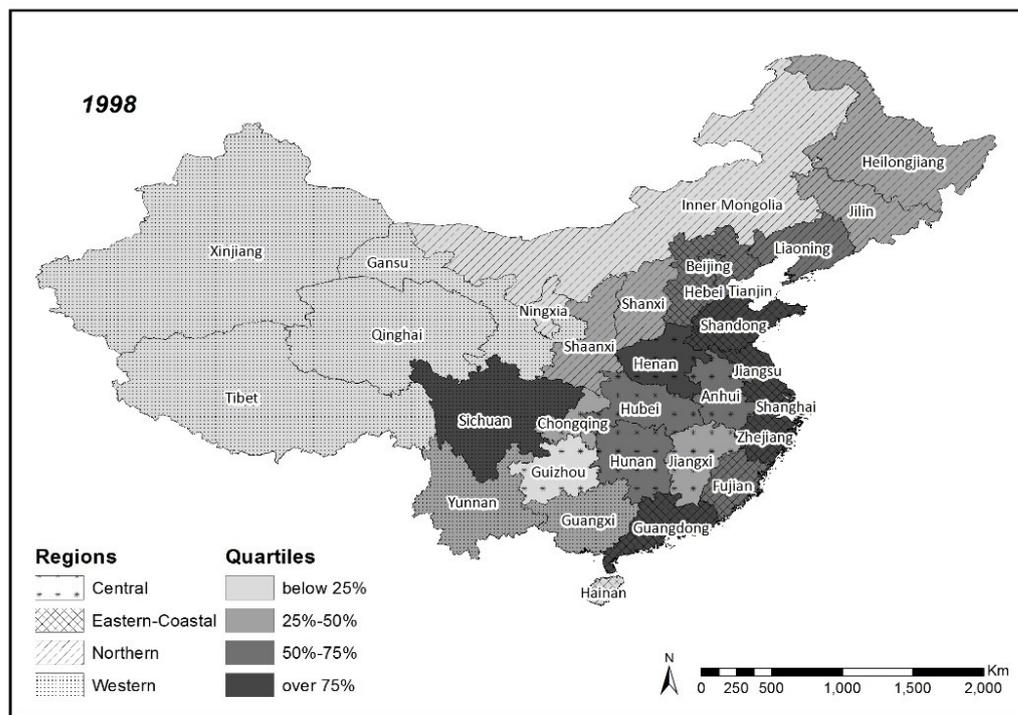 1998
Heilongjiang
Inner Mongolia
Jilin
Xinjiang
Gansu
Beijing
Liaoning
Hebei
Tianjin
Ningxia
Shanxi
Qinghai
Shandong
Shaanxi
Henan
Jiangsu
Tibet
Anhui
Sichuan
Hubei
Shanghai
Chongqing
Zhejiang
Hunan
Jiangxi
Guizhou
Fujian
Yunnan
Guangxi
Guangdong
Hainan
Regions
Central
Eastern-Coastal
Northern
Western
Quartiles
below 25%
25%-50%
50%-75%
over 75%
N
Km
0 250 500 1,000 1,500 2,000